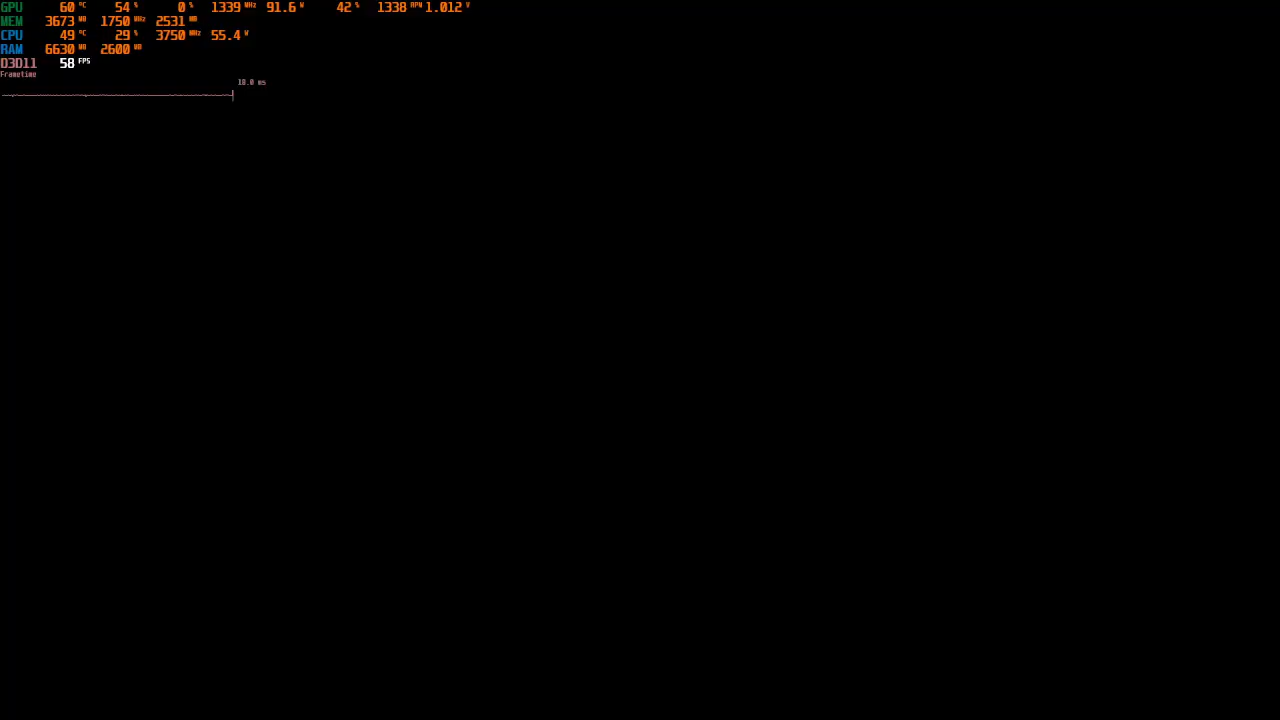 GPU 60 °C 54 % 0 % 1339 MHz 91.6 W 42 % 1338 RPM 1.012 V
MEM 3673 MB 1750 MHz 2531 MB
CPU 49 °C 29 % 3750 MHz 55.4 W
RAM 6630 MB 2600 MB
D3D11 58 FPS
Frametime
18.0 ms